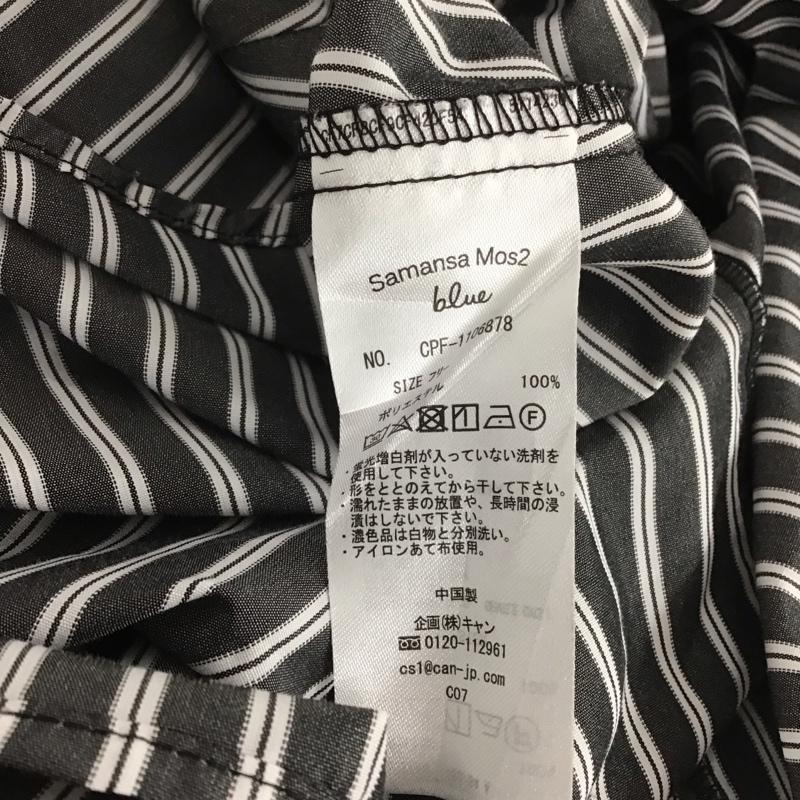 Samansa Mos2
blue
NO. CPF-1106878
SIZE フリー
ポリエステル 100%
・蛍光増白剤が入っていない洗剤を
使用して下さい。
・形をととのえてから干して下さい。
・濡れたままの放置や、長時間の浸
漬はしないで下さい。
・濃色品は白物と分別洗い。
・アイロンあて布使用。
中国製
企画(株)キャン
0120-112961
cs1@can-jp.com
C07